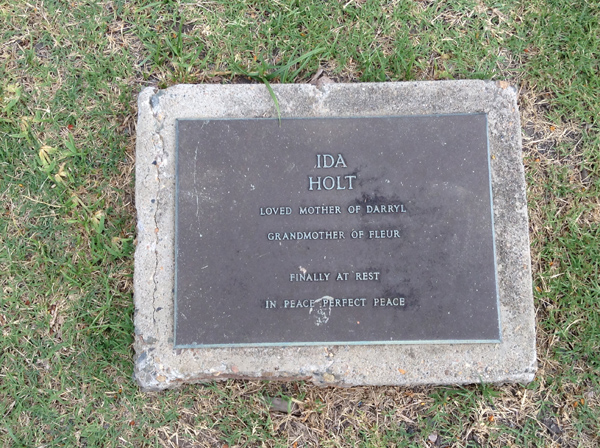 IDA
HOLT
LOVED MOTHER OF DARRYL
GRANDMOTHER OF FLEUR
FINALLY AT REST
IN PEACE PERFECT PEACE